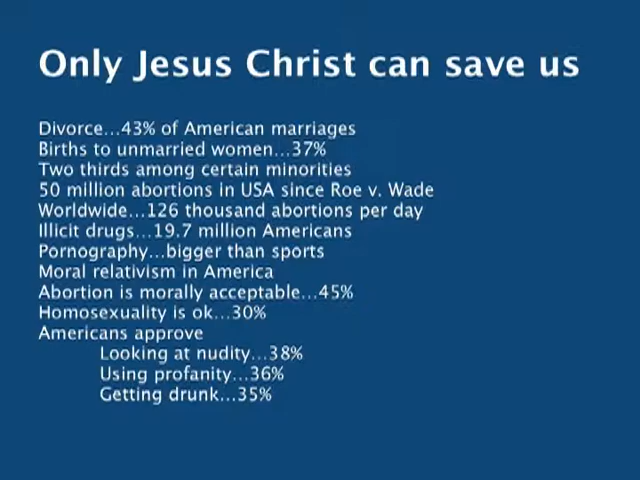 Only Jesus Christ can save us
Divorce...43% of American marriages
Births to unmarried women...37%
Two thirds among certain minorities
50 million abortions in USA since Roe v. Wade
Worldwide...126 thousand abortions per day
Illicit drugs...19.7 million Americans
Pornography...bigger than sports
Moral relativism in America
Abortion is morally acceptable...45%
Homosexuality is ok...30%
Americans approve
Looking at nudity...38%
Using profanity...36%
Getting drunk...35%